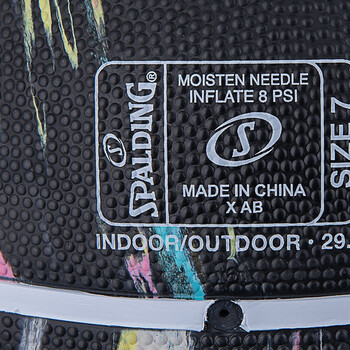 SPALDING®
MOISTEN NEEDLE
INFLATE 8 PSI
S
MADE IN CHINA
X AB
SIZE 7
INDOOR/OUTDOOR • 29.